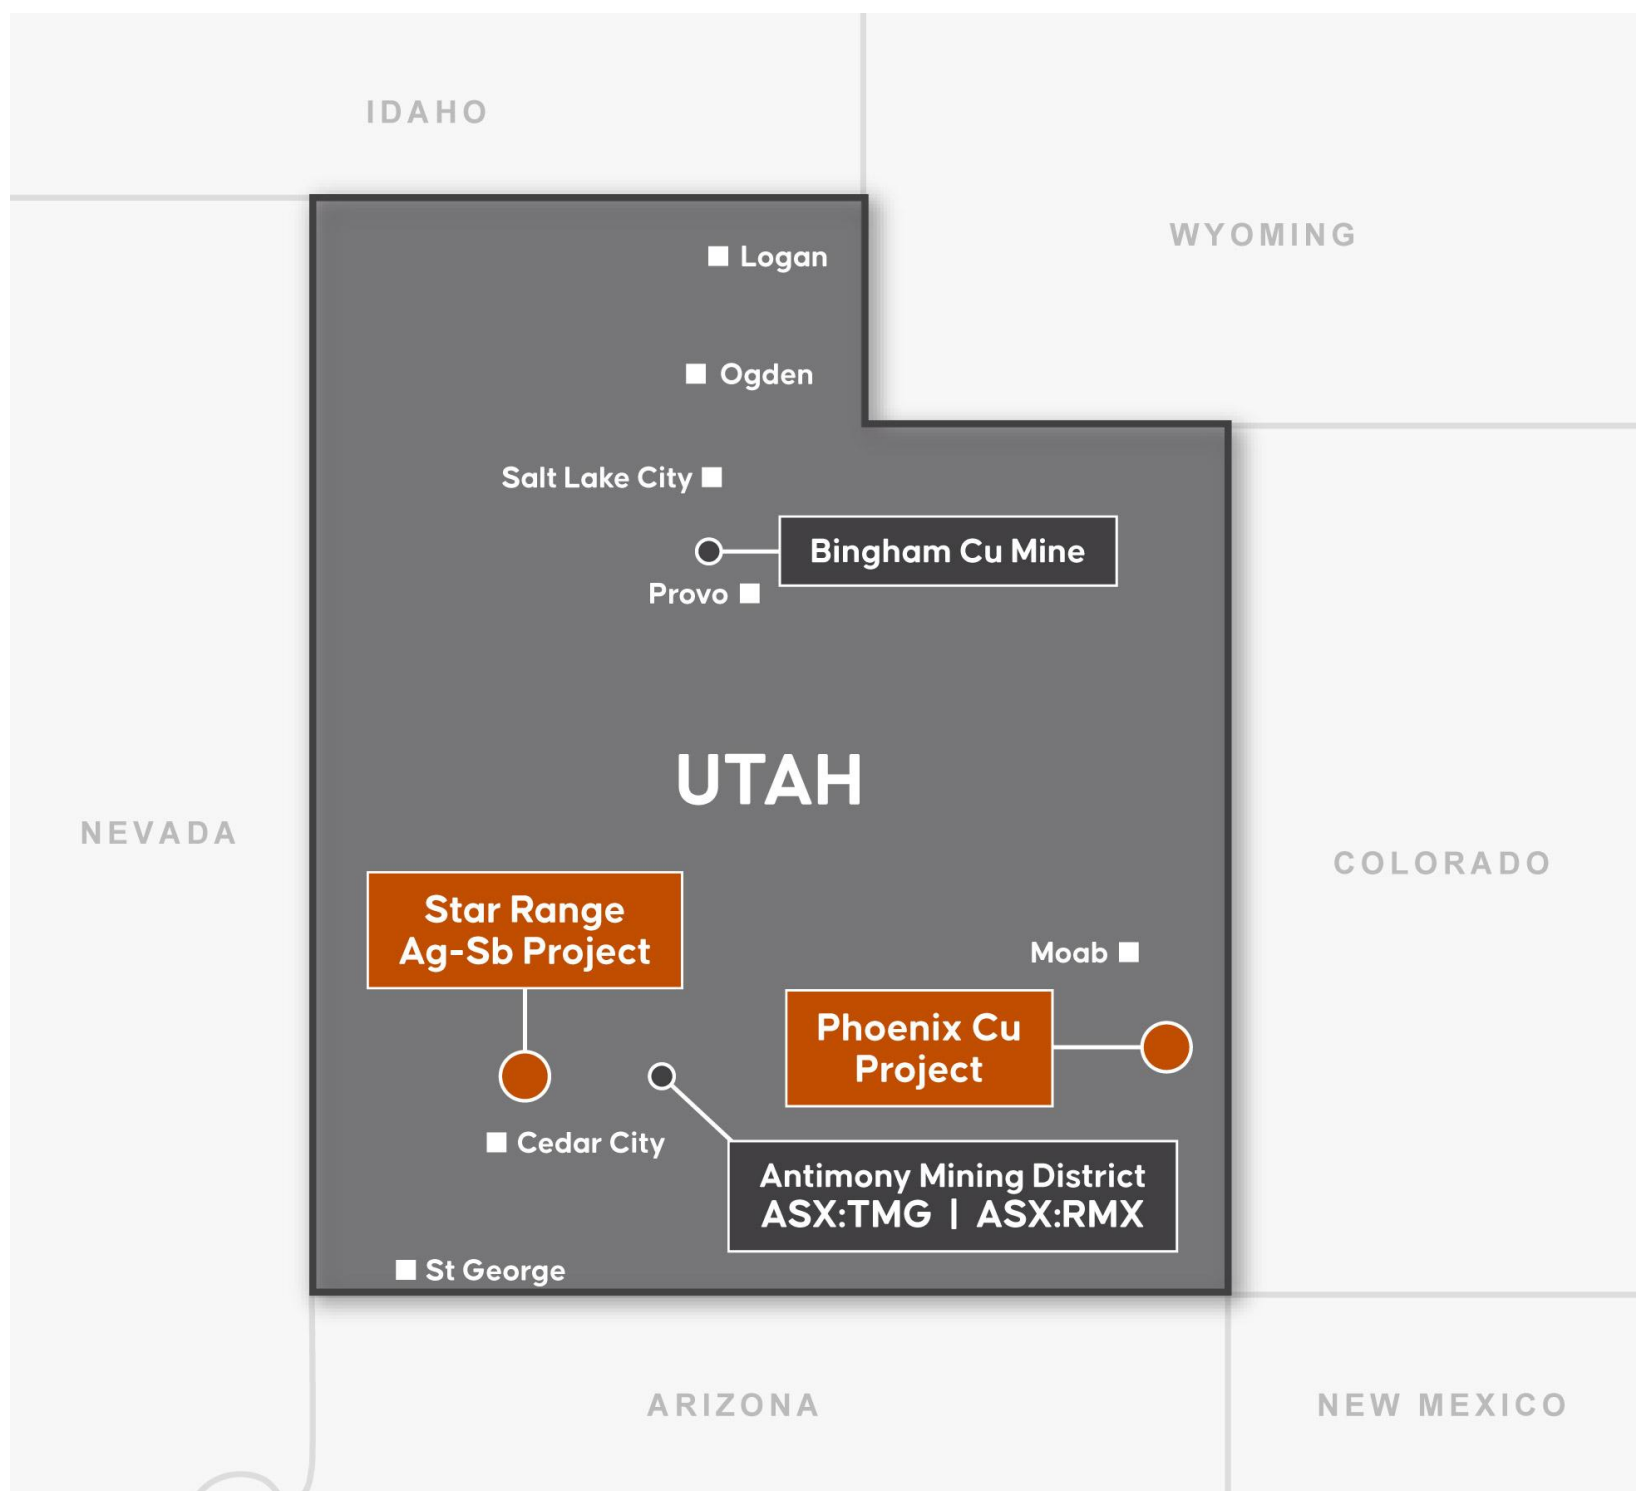 IDAHO
WYOMING
Logan
Ogden
Salt Lake City
Bingham Cu Mine
Provo
UTAH
NEVADA
COLORADO
Star Range
Ag-Sb Project
Moab
Phoenix Cu
Project
Cedar City
Antimony Mining District
ASX:TMG | ASX:RMX
St George
ARIZONA
NEW MEXICO